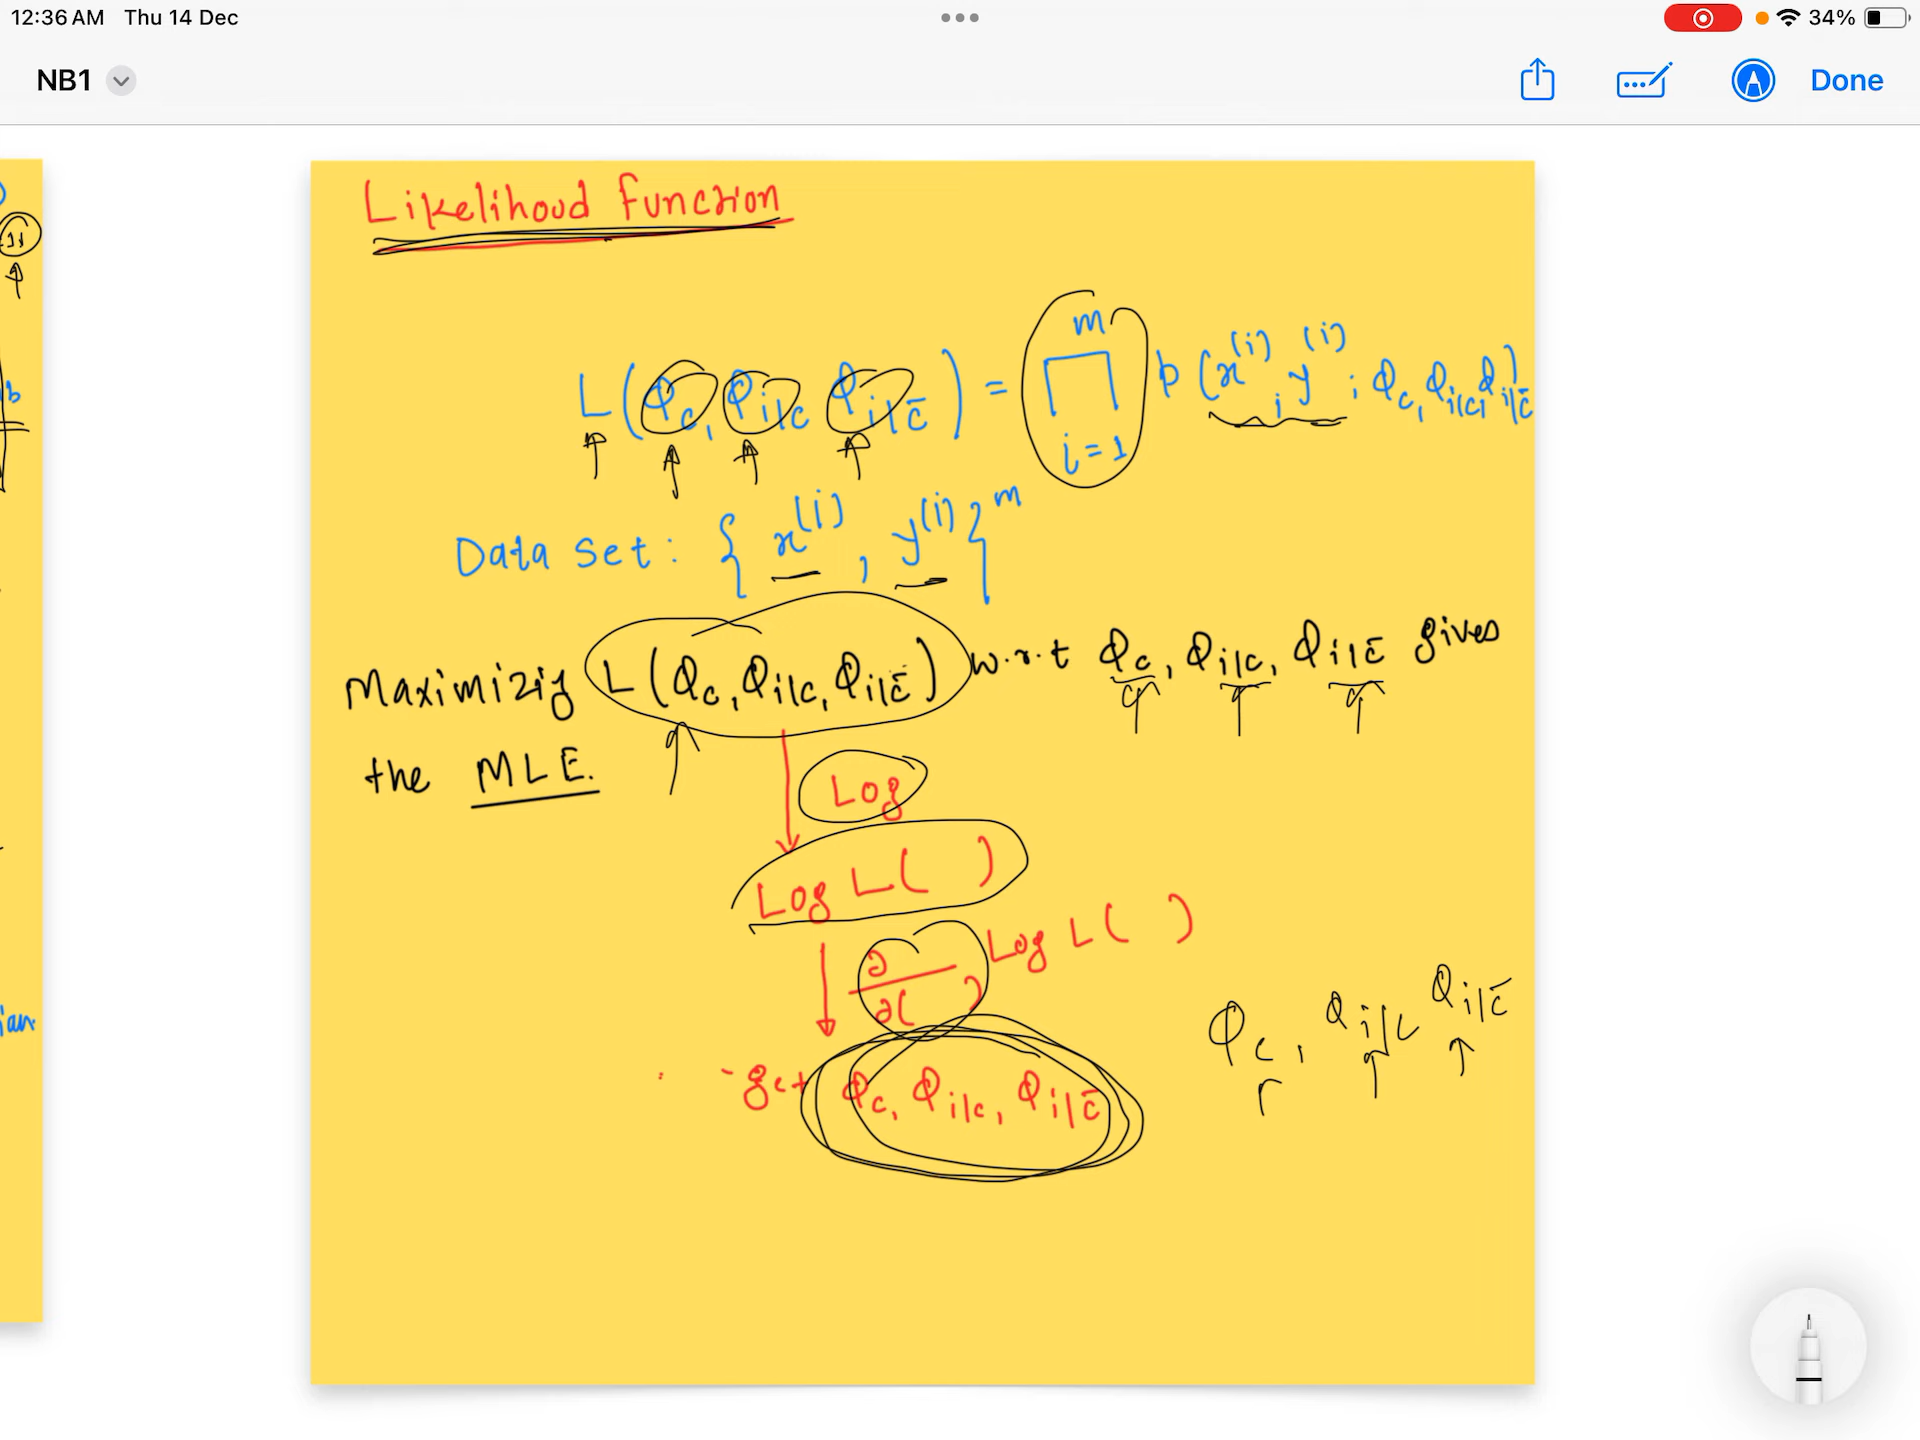 12:36 AM Thu 14 Dec
34%
NB1
Done
Likelihood Function
m
L(Φc, Φi|c Φi|c̄) = ∏ p(x⁽ⁱ⁾, y⁽ⁱ⁾; Φc, Φi|c, Φi|c̄)
i=1
Data Set: { x⁽ⁱ⁾, y⁽ⁱ⁾ }ᵐ
Maximizig L(Φc, Φi|c, Φi|c̄) w.r.t Φc, Φi|c, Φi|c̄ gives
the MLE.
Log
Log L( )
∂/∂( ) Log L( )
get Φc, Φi|c, Φi|c̄
Φc, Φi|c Φi|c̄